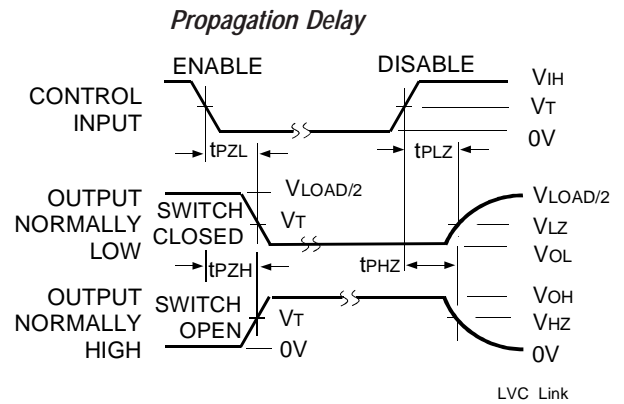 Propagation Delay
ENABLE
DISABLE
CONTROL
INPUT
VIH
VT
0V
tPZL
tPLZ
OUTPUT
NORMALLY
LOW
SWITCH
CLOSED
VLOAD/2
VT
VLOAD/2
VLZ
VOL
tPZH
tPHZ
OUTPUT
NORMALLY
HIGH
SWITCH
OPEN
VT
0V
VOH
VHZ
0V
LVC Link